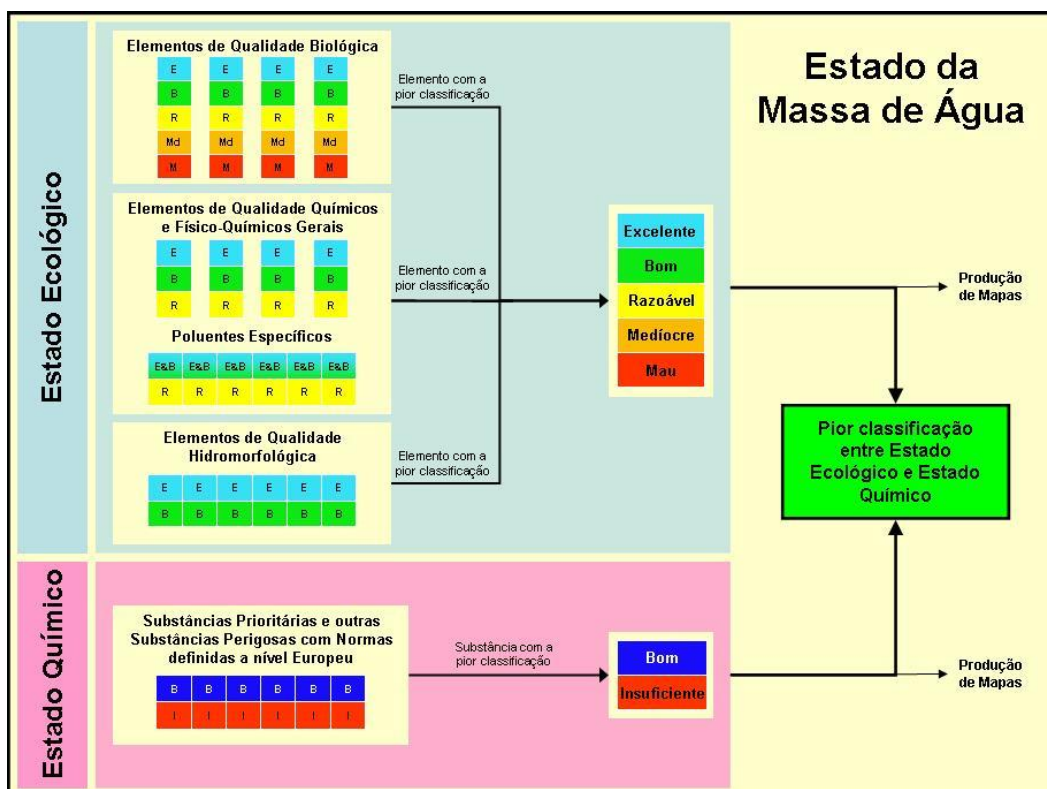 Estado da
Massa de Água
Estado Ecológico
Elementos de Qualidade Biológica
E E E E
B B B B
R R R R
Md Md Md Md
M M M M
Elemento com a
pior classificação
Elementos de Qualidade Químicos
e Físico-Químicos Gerais
E E E E
B B B B
R R R R
Poluentes Específicos
E&B E&B E&B E&B E&B E&B
R R R R R R
Elemento com a
pior classificação
Elementos de Qualidade
Hidromorfológica
E E E E E E
B B B B B B
Elemento com a
pior classificação
Excelente
Bom
Razoável
Medíocre
Mau
Produção
de Mapas
Pior classificação
entre Estado
Ecológico e Estado
Químico
Estado Químico
Substâncias Prioritárias e outras
Substâncias Perigosas com Normas
definidas a nível Europeu
B B B B B B
I I I I I I
Substância com a
pior classificação
Bom
Insuficiente
Produção
de Mapas